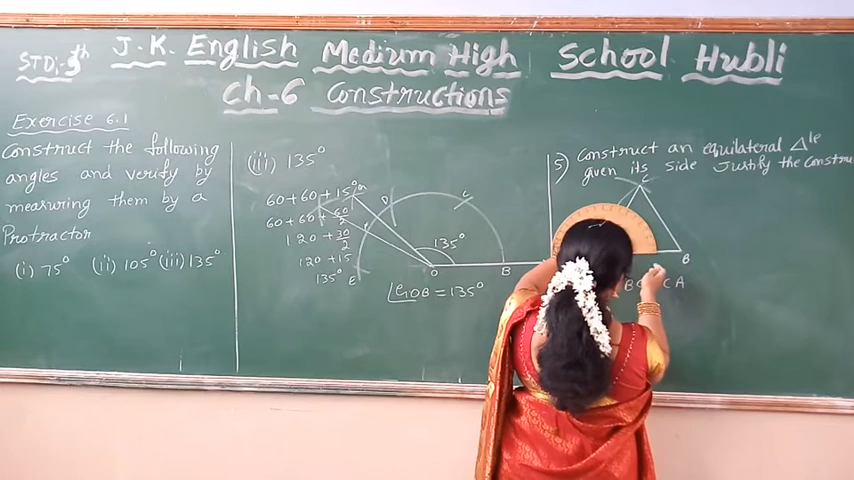 STD:- 9th
J.K. English Medium High School Hubli
Ch-6 Constructions
Exercise 6.1
Construct the following
angles and verify by
measuring them by a
Protractor
(i) 75° (ii) 105° (iii) 135°
(iii) 135°
60+60+15°
60+60+60/2
120+30/2
120+15
135°
G
D
C
F
E
O
B
135°
∠GOB = 135°
5) Construct an equilateral △le
given its side Justify the Constru
C
B
CA